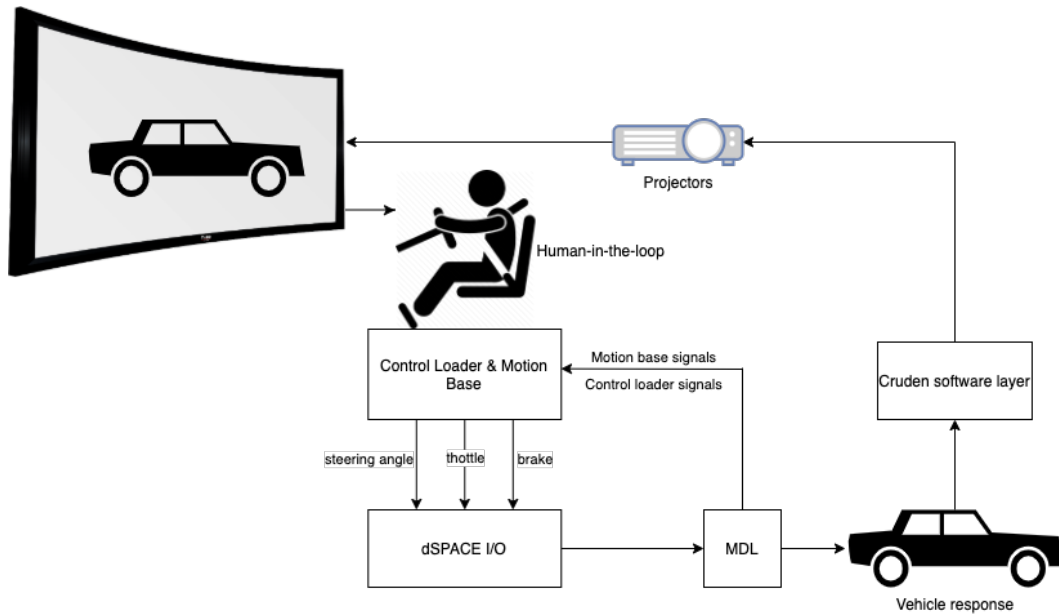 Projectors
Human-in-the-loop
Control Loader & Motion
Base
Motion base signals
Control loader signals
Cruden software layer
steering angle
thottle
brake
dSPACE I/O
MDL
Vehicle response